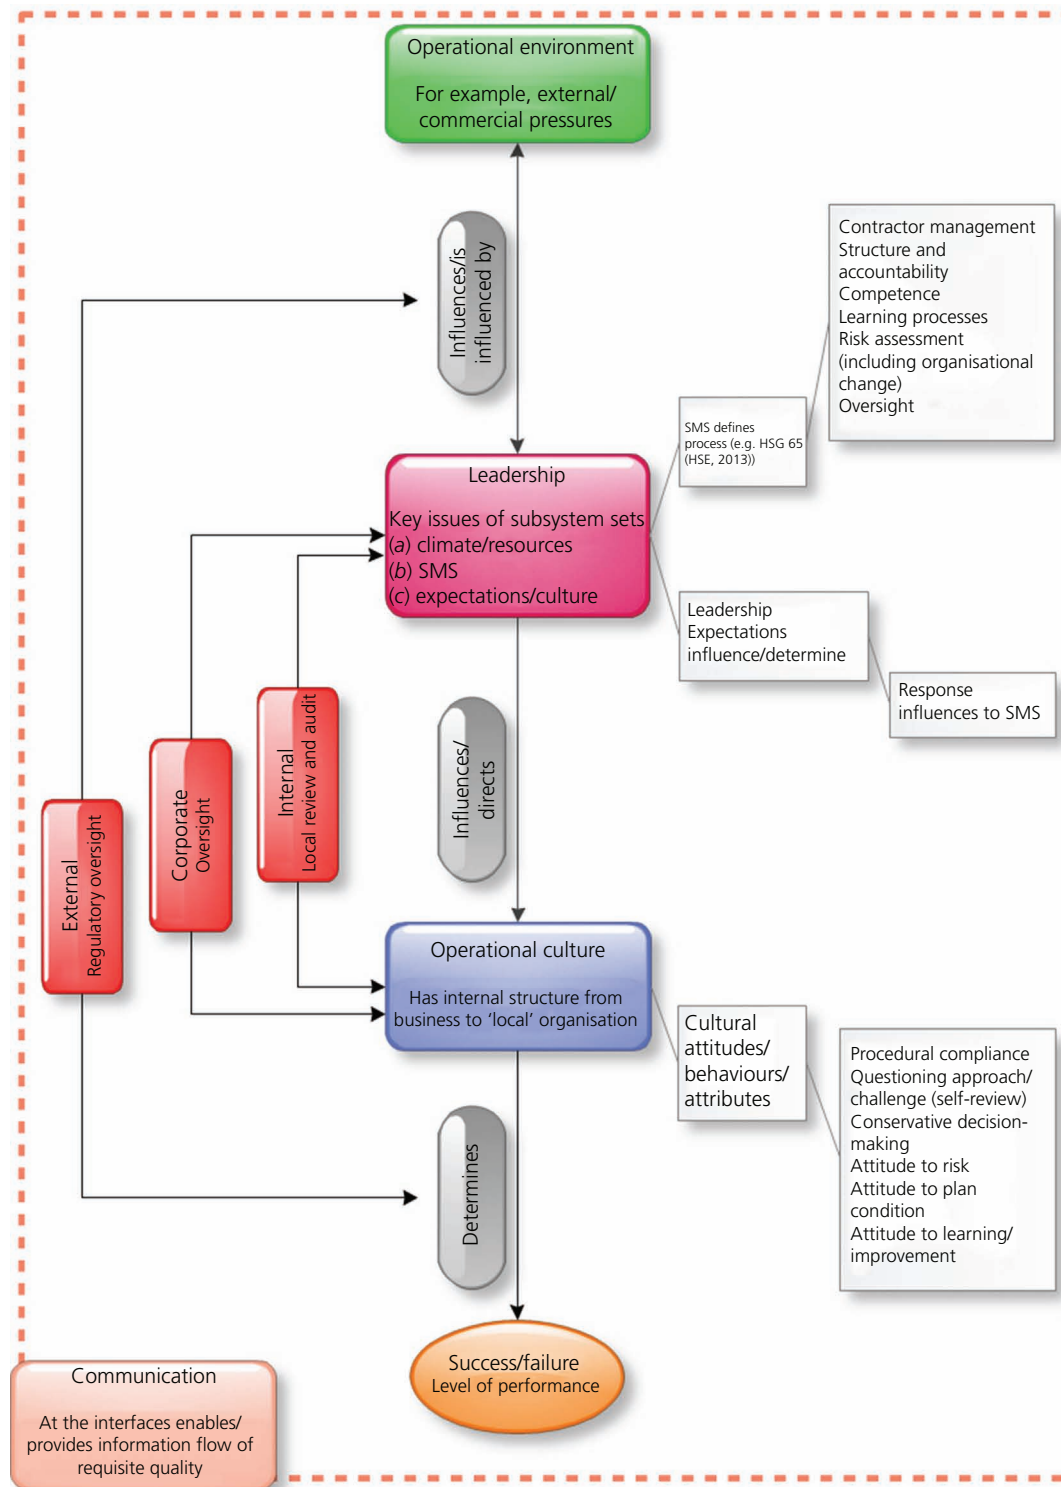 Operational environment
For example, external/
commercial pressures
Influences/is
influenced by
Contractor management
Structure and
accountability
Competence
Learning processes
Risk assessment
(including organisational
change)
Oversight
SMS defines
process (e.g. HSG 65
(HSE, 2013))
Leadership
Key issues of subsystem sets
(a) climate/resources
(b) SMS
(c) expectations/culture
Leadership
Expectations
influence/determine
Response
influences to SMS
Influences/
directs
Internal
Local review and audit
Corporate
Oversight
External
Regulatory oversight
Operational culture
Has internal structure from
business to ‘local’ organisation
Cultural
attitudes/
behaviours/
attributes
Procedural compliance
Questioning approach/
challenge (self-review)
Conservative decision-
making
Attitude to risk
Attitude to plan
condition
Attitude to learning/
improvement
Determines
Success/failure
Level of performance
Communication
At the interfaces enables/
provides information flow of
requisite quality